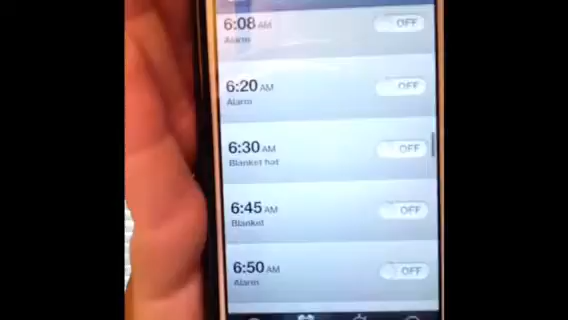 6:08 AM OFF
Alarm
6:20 AM OFF
Alarm
6:30 AM OFF
Blanket hat
6:45 AM OFF
Blanket
6:50 AM OFF
Alarm